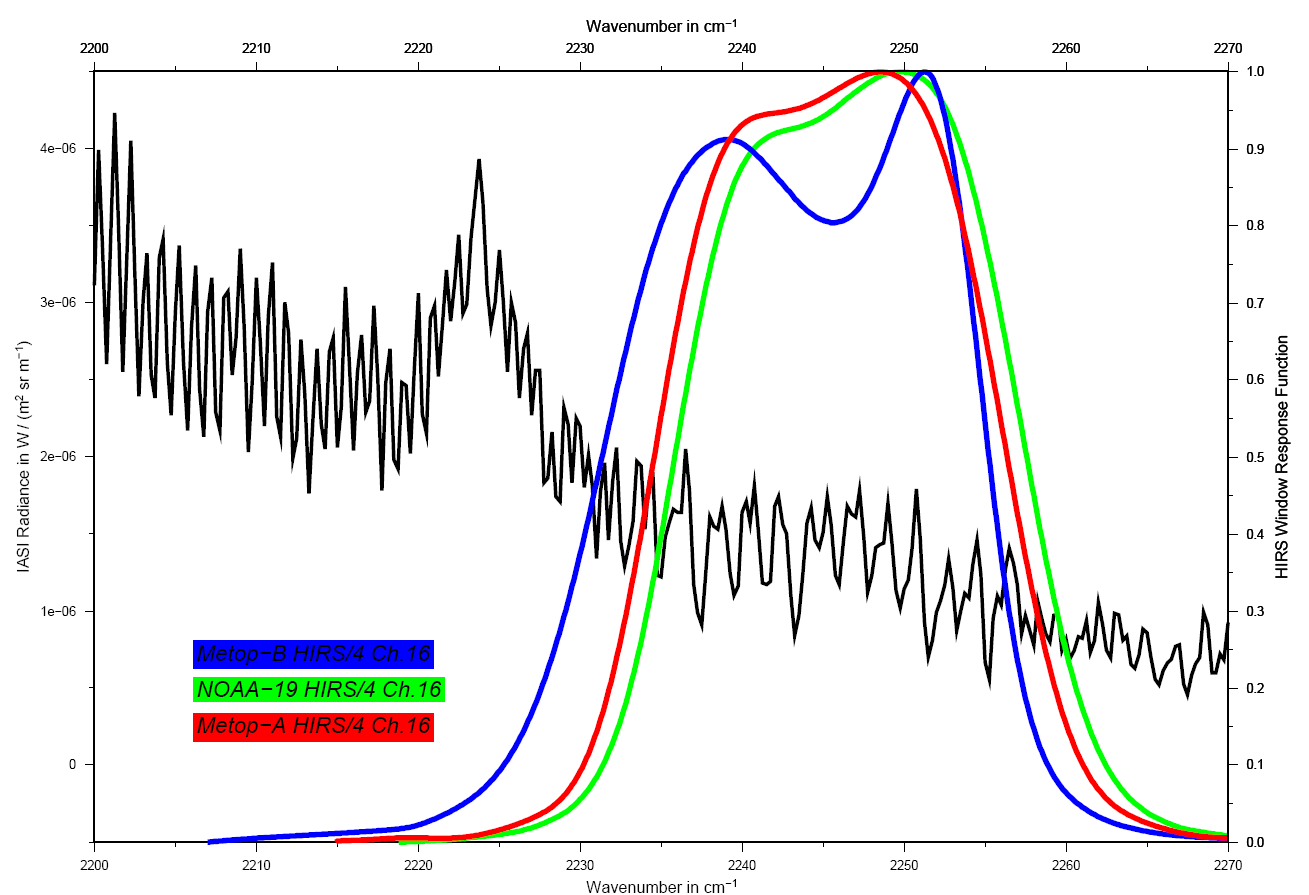 Wavenumber in cm⁻¹
2200 2210 2220 2230 2240 2250 2260 2270
1.0
0.9
0.8
0.7
0.6
0.5
0.4
0.3
0.2
0.1
0.0
4e−06
3e−06
2e−06
1e−06
0
IASI Radiance in W / (m² sr m⁻¹)
HIRS Window Response Function
Metop−B HIRS/4 Ch.16
NOAA−19 HIRS/4 Ch.16
Metop−A HIRS/4 Ch.16
2200 2210 2220 2230 2240 2250 2260 2270
Wavenumber in cm⁻¹